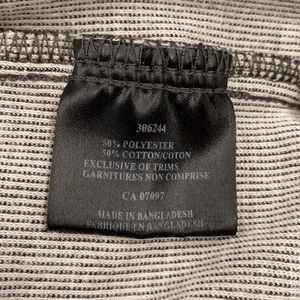 306244
50% POLYESTER
50% COTTON/COTON
EXCLUSIVE OF TRIMS
GARNITURES NON COMPRISE
CA 07097
MADE IN BANGLADESH
FABRIQUÉ EN BANGLADESH